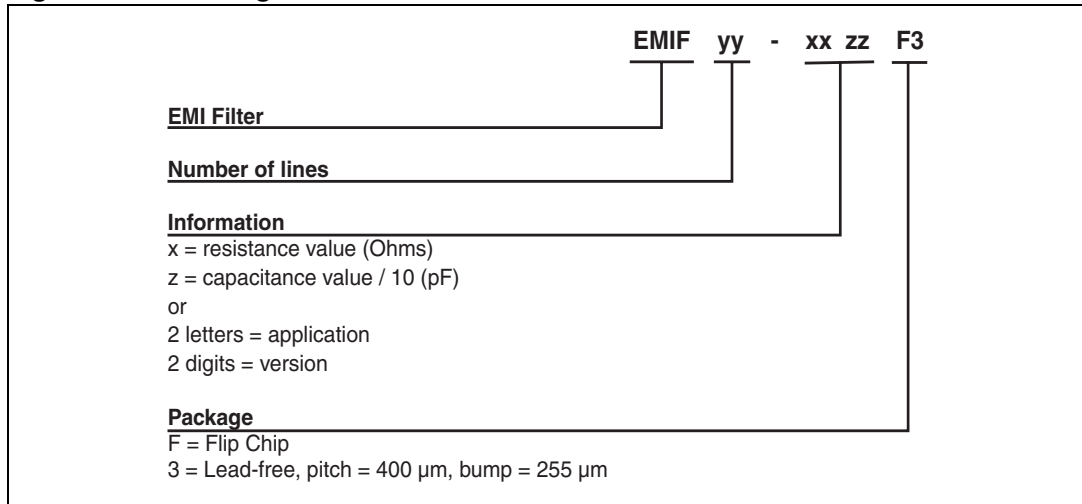 EMIF yy - xx zz F3
EMI Filter
Number of lines
Information
x = resistance value (Ohms)
z = capacitance value / 10 (pF)
or
2 letters = application
2 digits = version
Package
F = Flip Chip
3 = Lead-free, pitch = 400 µm, bump = 255 µm